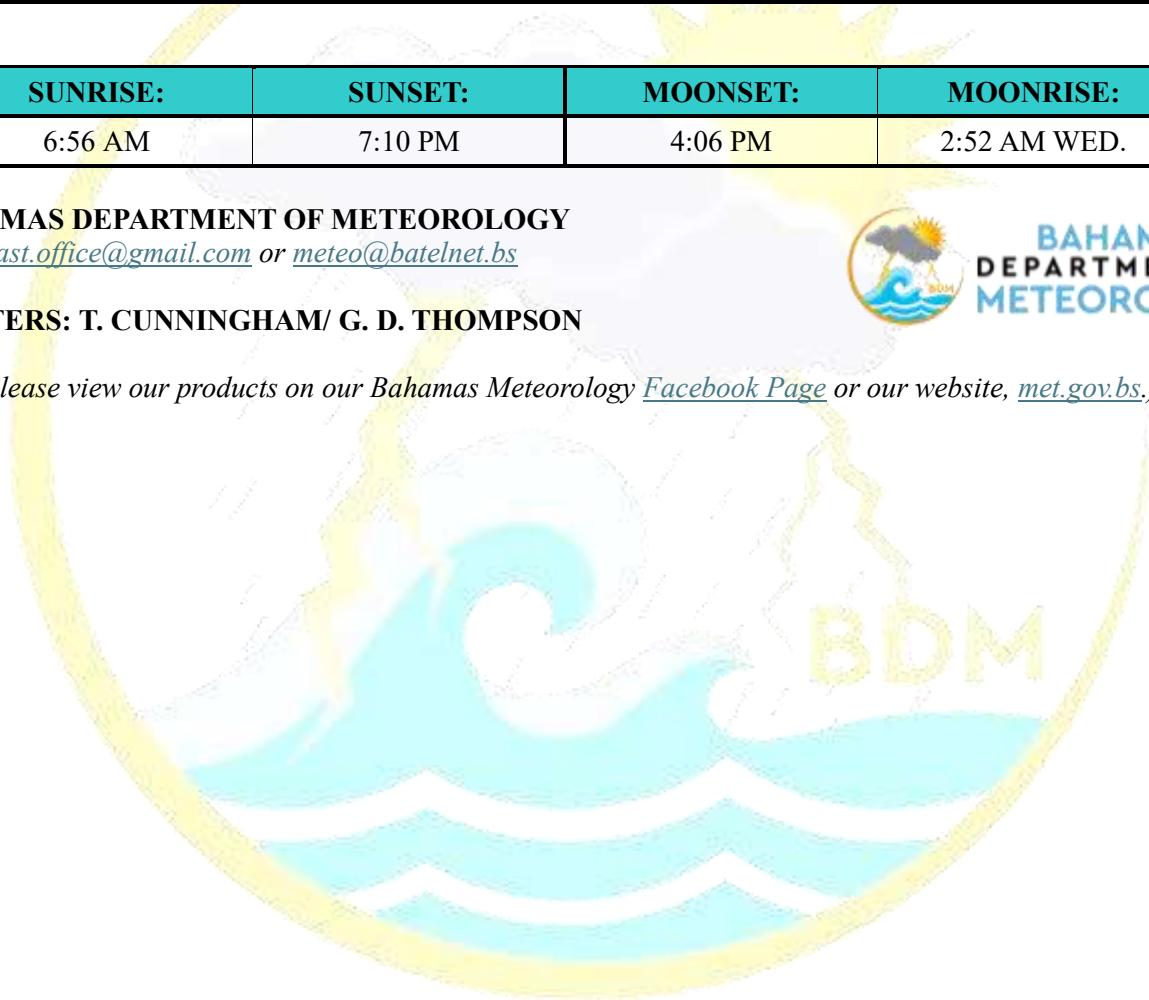 SUNRISE: SUNSET: MOONSET: MOONRISE:
6:56 AM 7:10 PM 4:06 PM 2:52 AM WED.
MAS DEPARTMENT OF METEOROLOGY
ast.office@gmail.com or meteo@batelnet.bs
BAHAM
DEPARTME
METEORO
BDM
TERS: T. CUNNINGHAM/ G. D. THOMPSON
lease view our products on our Bahamas Meteorology Facebook Page or our website, met.gov.bs.
BDM